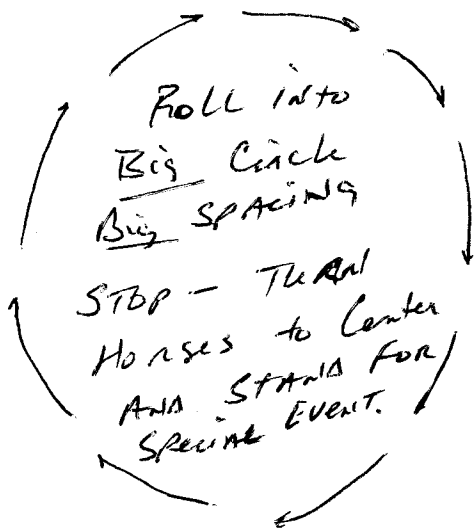 Roll into
Big Circle
Big SPACING
STOP - TURN
HORSES to Center
AND STAND FOR
SPECIAL EVENT.